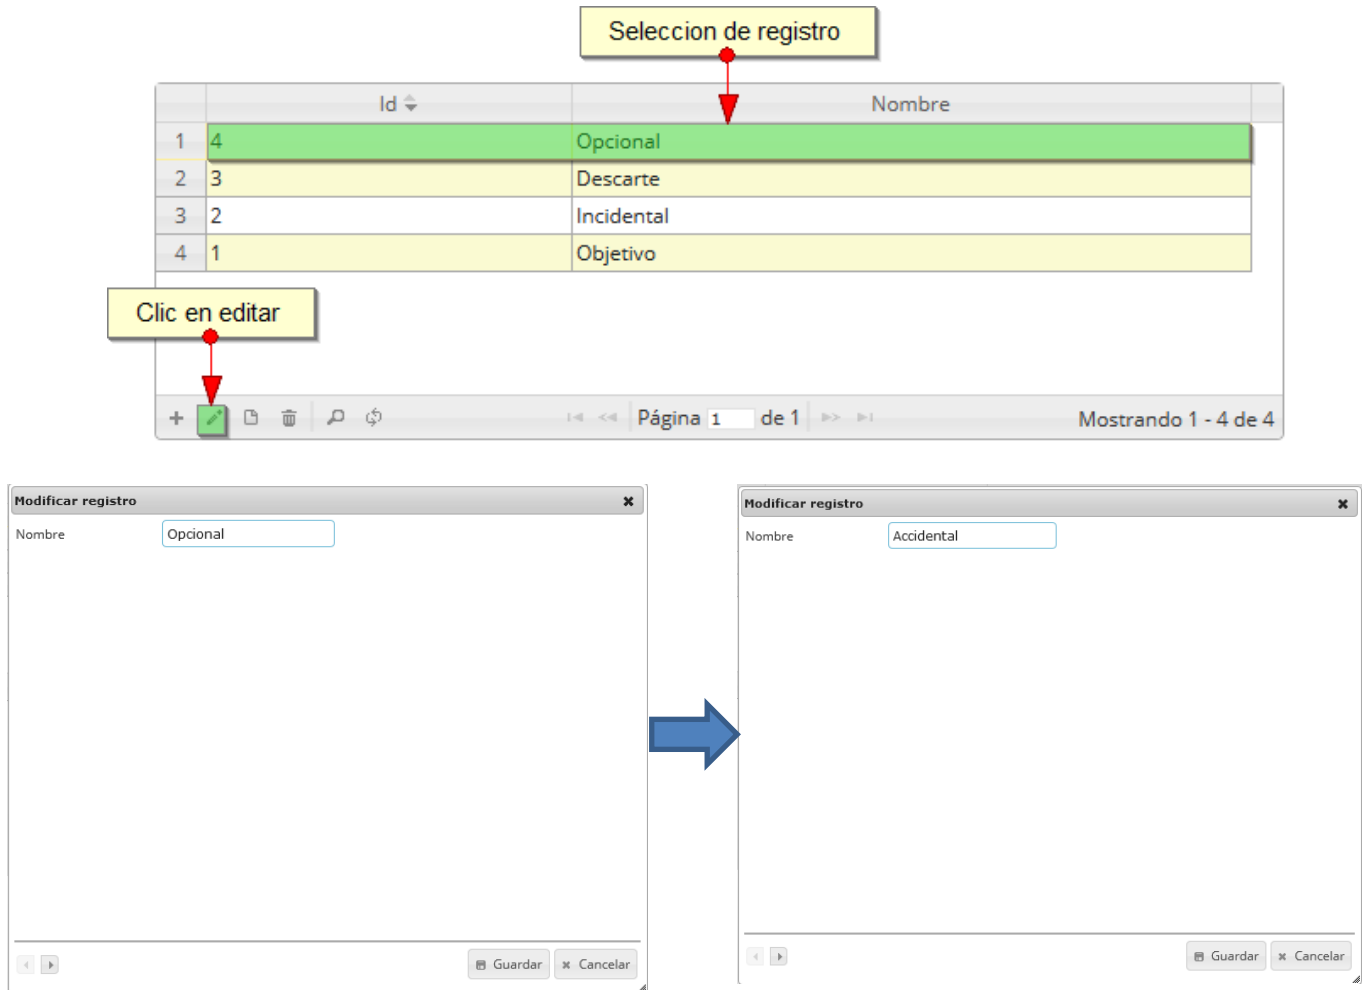 Seleccion de registro
Id Nombre
1 4 Opcional
2 3 Descarte
3 2 Incidental
4 1 Objetivo
Clic en editar
Página 1 de 1 Mostrando 1 - 4 de 4
Modificar registro
Nombre Opcional
Guardar Cancelar
Modificar registro
Nombre Accidental
Guardar Cancelar